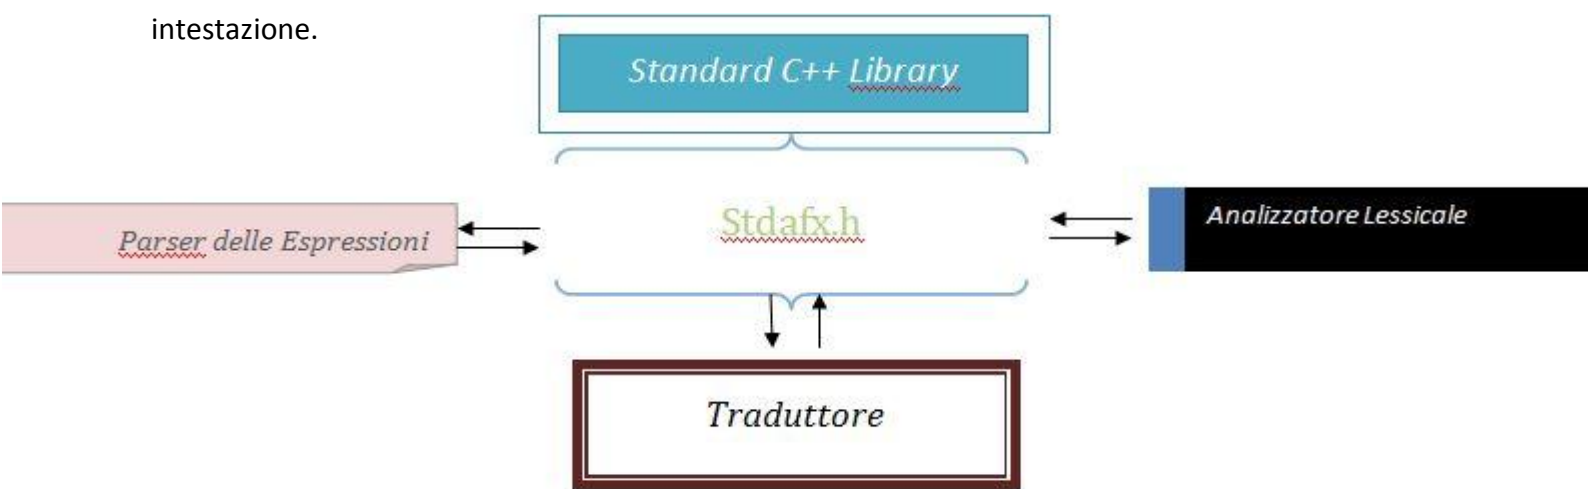 intestazione.
Standard C++ Library
Stdafx.h
Parser delle Espressioni
Analizzatore Lessicale
Traduttore